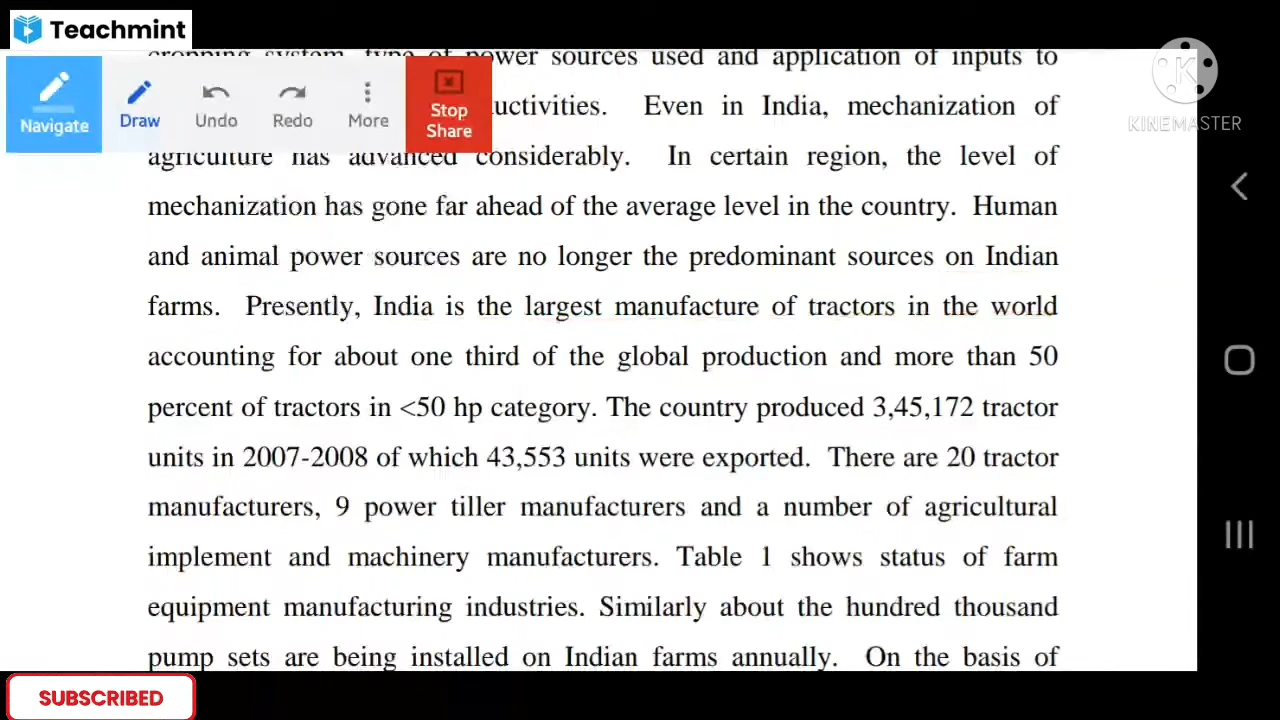 Teachmint
cropping system, type of power sources used and application of inputs to
Navigate
Draw
Undo
Redo
More
Stop
Share
KINEMASTER
Even in India, mechanization of
agriculture has advanced considerably. In certain region, the level of
mechanization has gone far ahead of the average level in the country. Human
and animal power sources are no longer the predominant sources on Indian
farms. Presently, India is the largest manufacture of tractors in the world
accounting for about one third of the global production and more than 50
percent of tractors in <50 hp category. The country produced 3,45,172 tractor
units in 2007-2008 of which 43,553 units were exported. There are 20 tractor
manufacturers, 9 power tiller manufacturers and a number of agricultural
implement and machinery manufacturers. Table 1 shows status of farm
equipment manufacturing industries. Similarly about the hundred thousand
pump sets are being installed on Indian farms annually. On the basis of
SUBSCRIBED